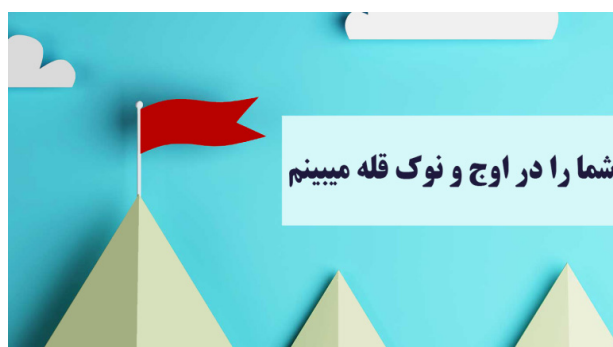 شما را در اوج و نوک قله میبینم